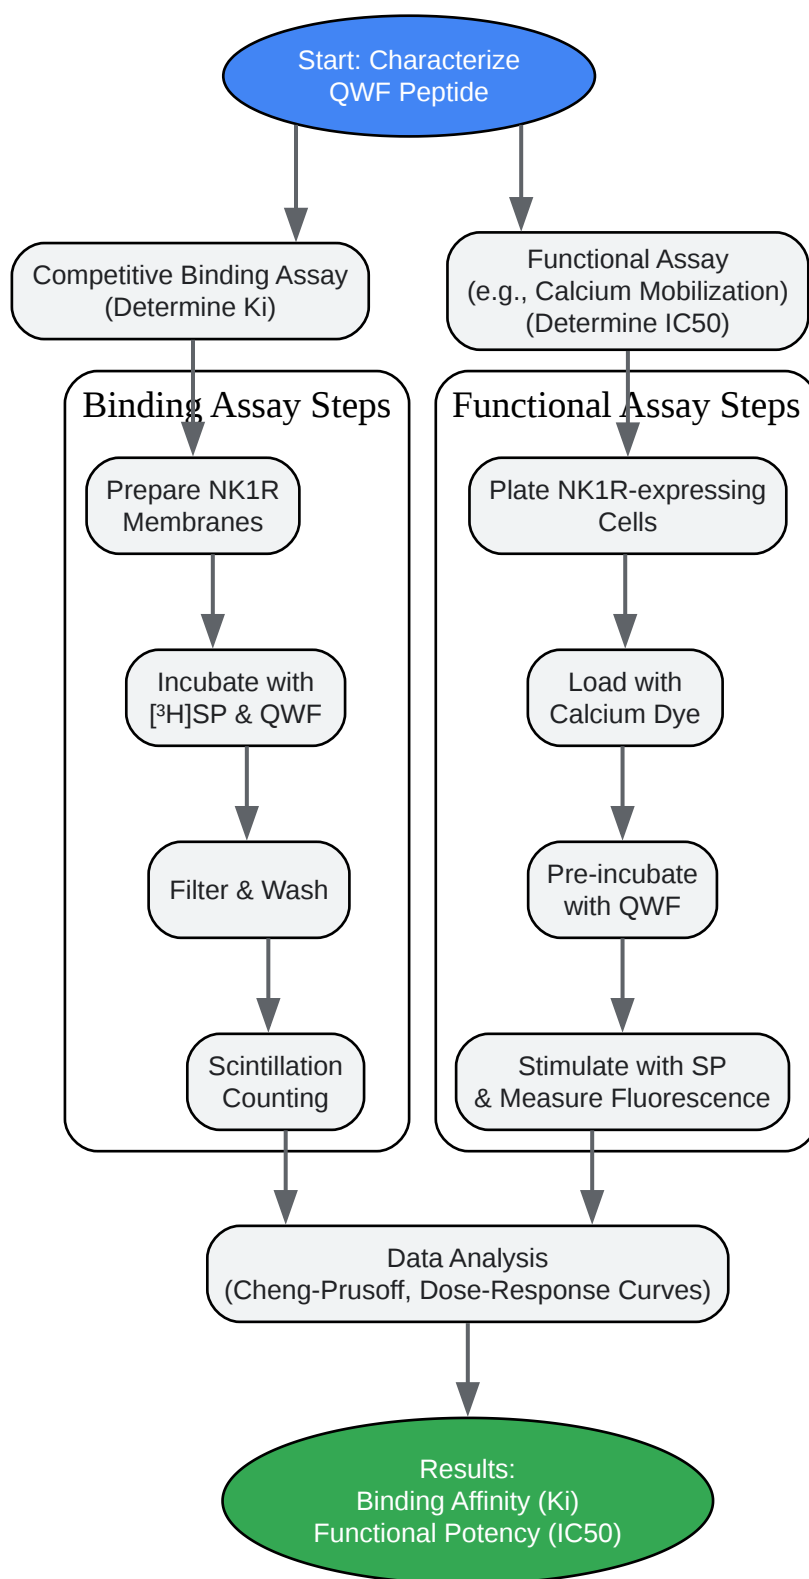 Start: Characterize
QWF Peptide
Competitive Binding Assay
(Determine Ki)
Functional Assay
(e.g., Calcium Mobilization)
(Determine IC50)
Binding Assay Steps
Functional Assay Steps
Prepare NK1R
Membranes
Plate NK1R-expressing
Cells
Incubate with
[³H]SP & QWF
Load with
Calcium Dye
Filter & Wash
Pre-incubate
with QWF
Scintillation
Counting
Stimulate with SP
& Measure Fluorescence
Data Analysis
(Cheng-Prusoff, Dose-Response Curves)
Results:
Binding Affinity (Ki)
Functional Potency (IC50)